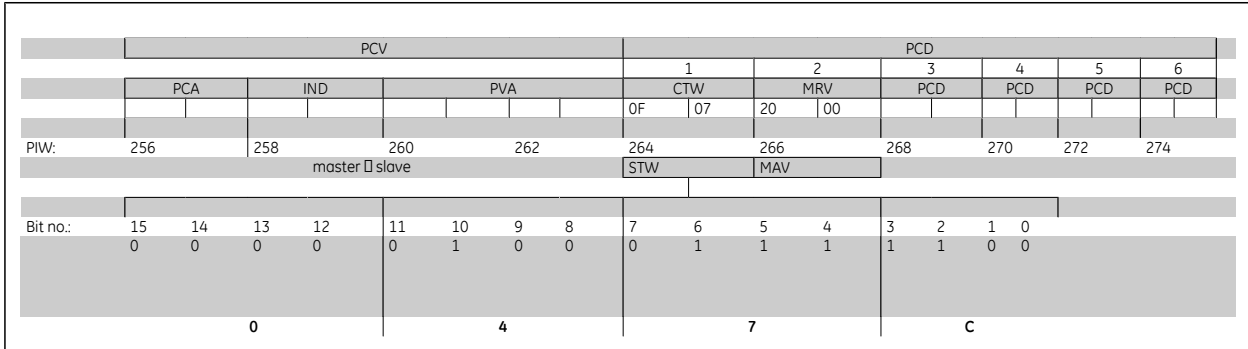 PCV PCD
1 2 3 4 5 6
PCA IND PVA CTW MRV PCD PCD PCD PCD
0F 07 20 00
PIW: 256 258 260 262 264 266 268 270 272 274
master ▯ slave STW MAV
Bit no.: 15 14 13 12 11 10 9 8 7 6 5 4 3 2 1 0
0 0 0 0 0 1 0 0 0 1 1 1 1 1 0 0
0 4 7 C